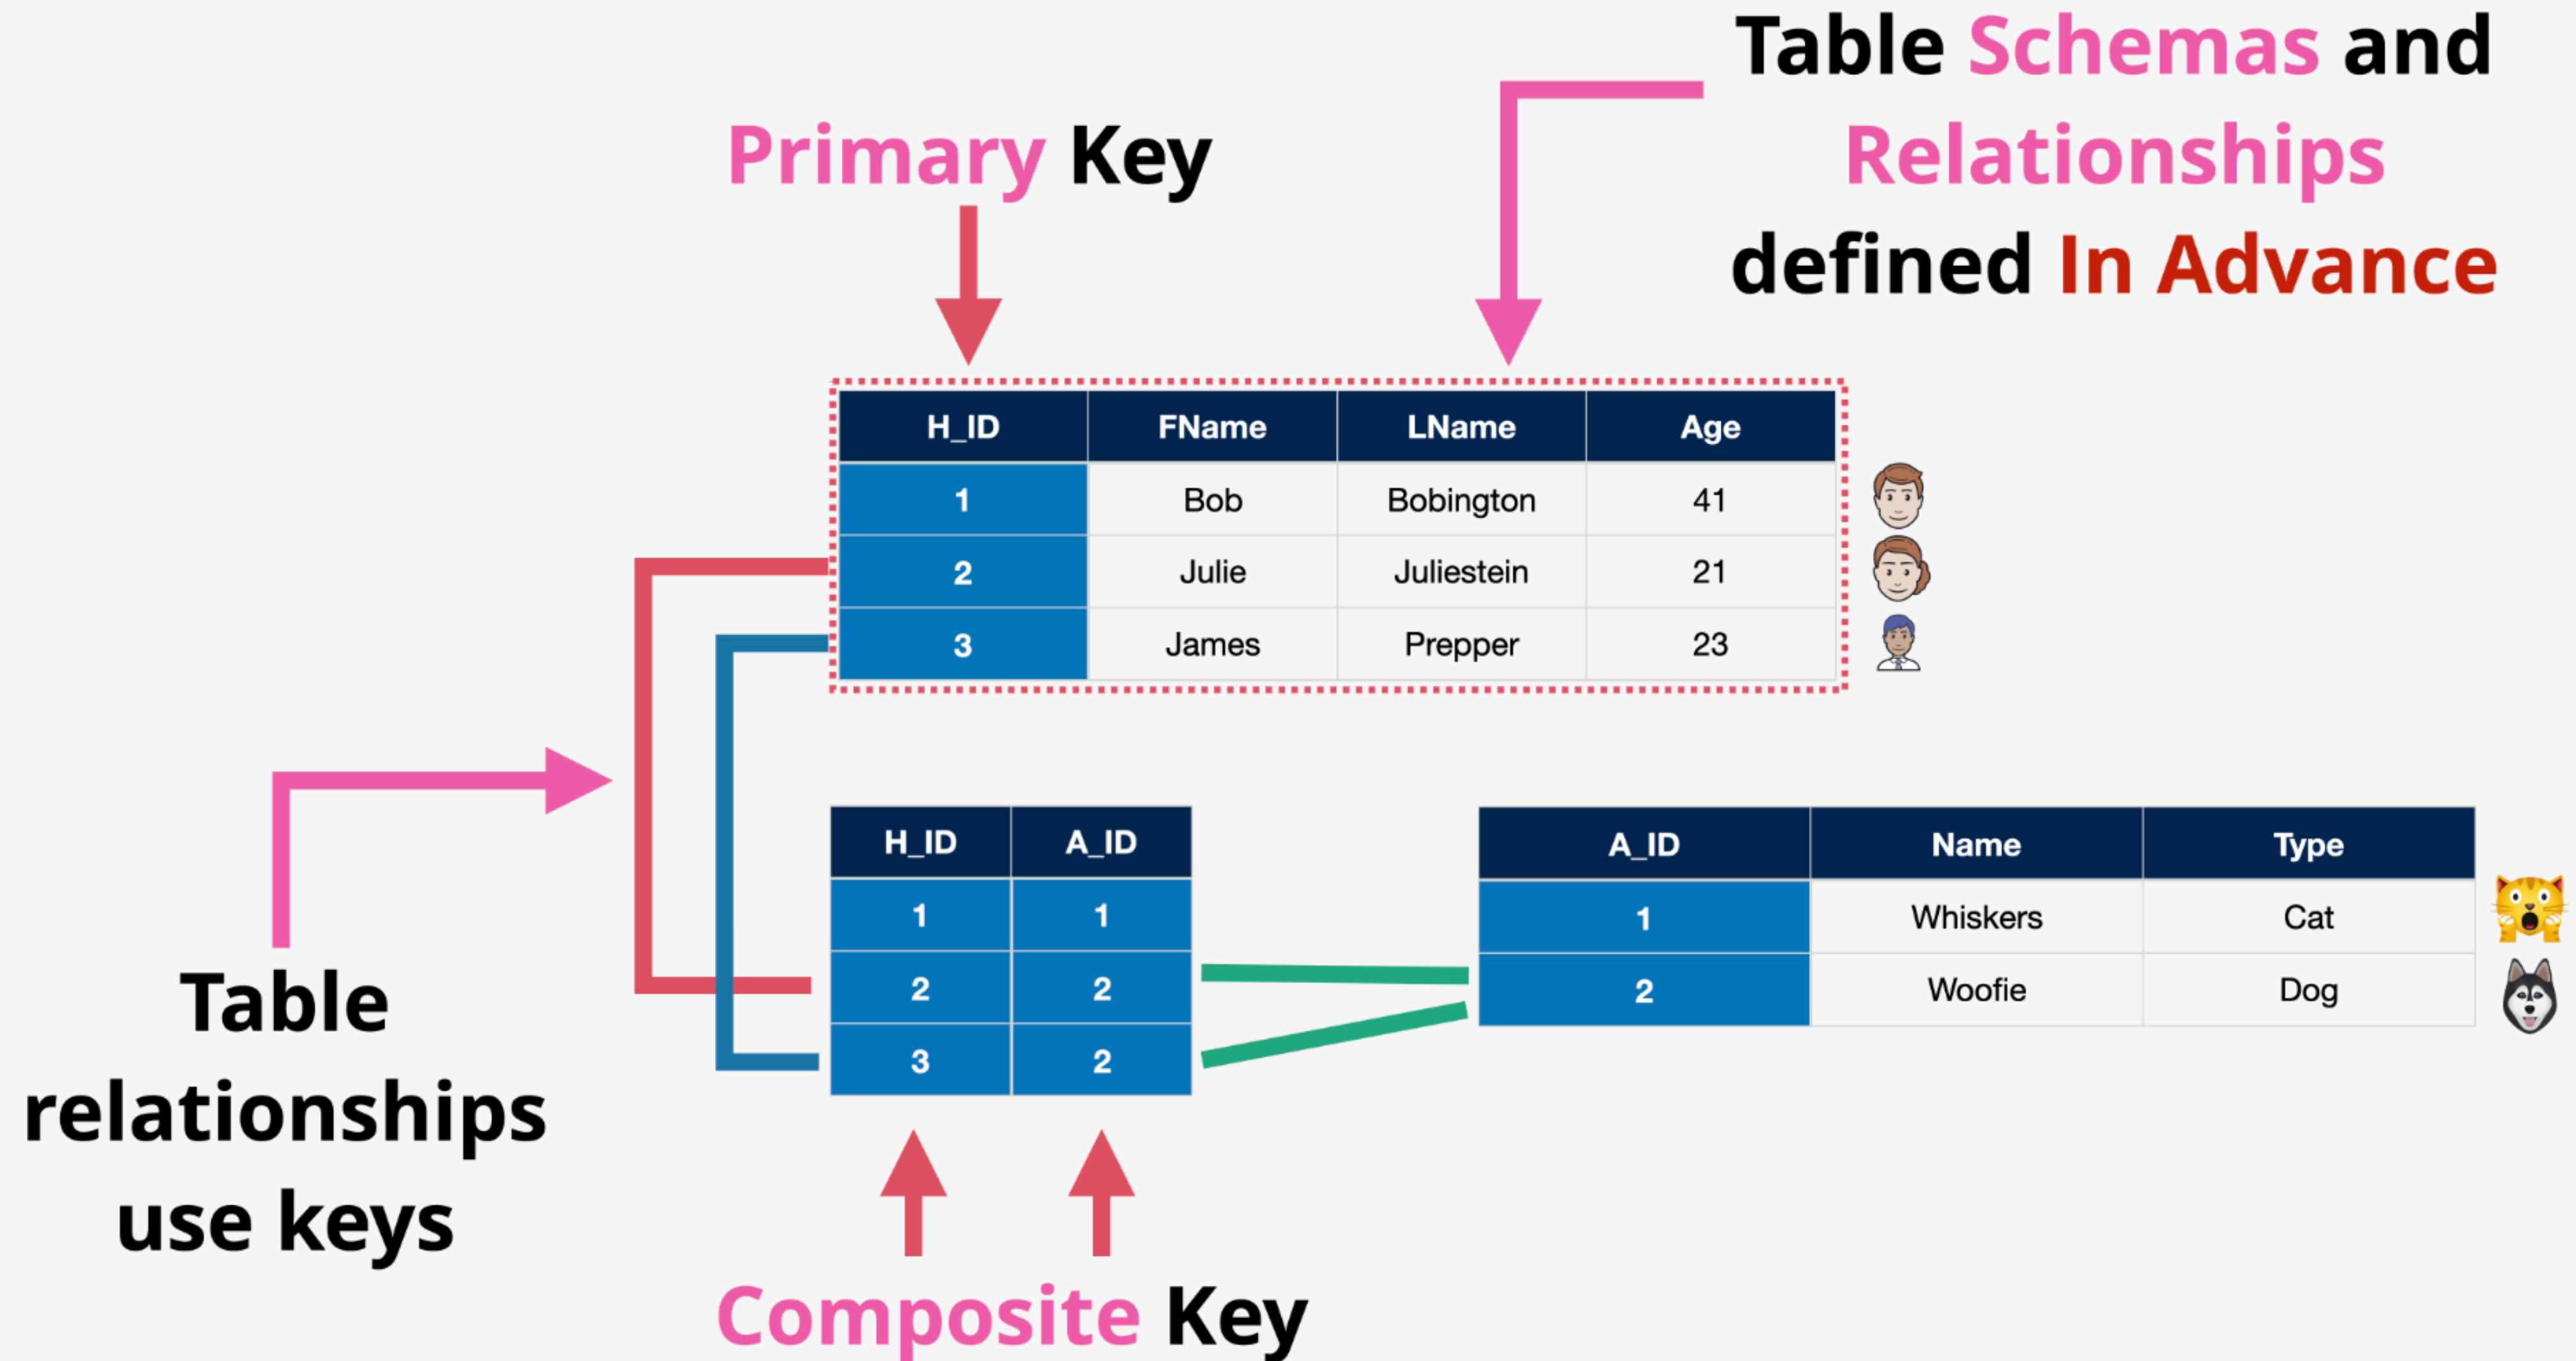 Table Schemas and
Relationships
defined In Advance
Primary Key
H_ID FName LName Age
1 Bob Bobington 41
2 Julie Juliestein 21
3 James Prepper 23
Table
relationships
use keys
H_ID A_ID
1 1
2 2
3 2
A_ID Name Type
1 Whiskers Cat
2 Woofie Dog
Composite Key